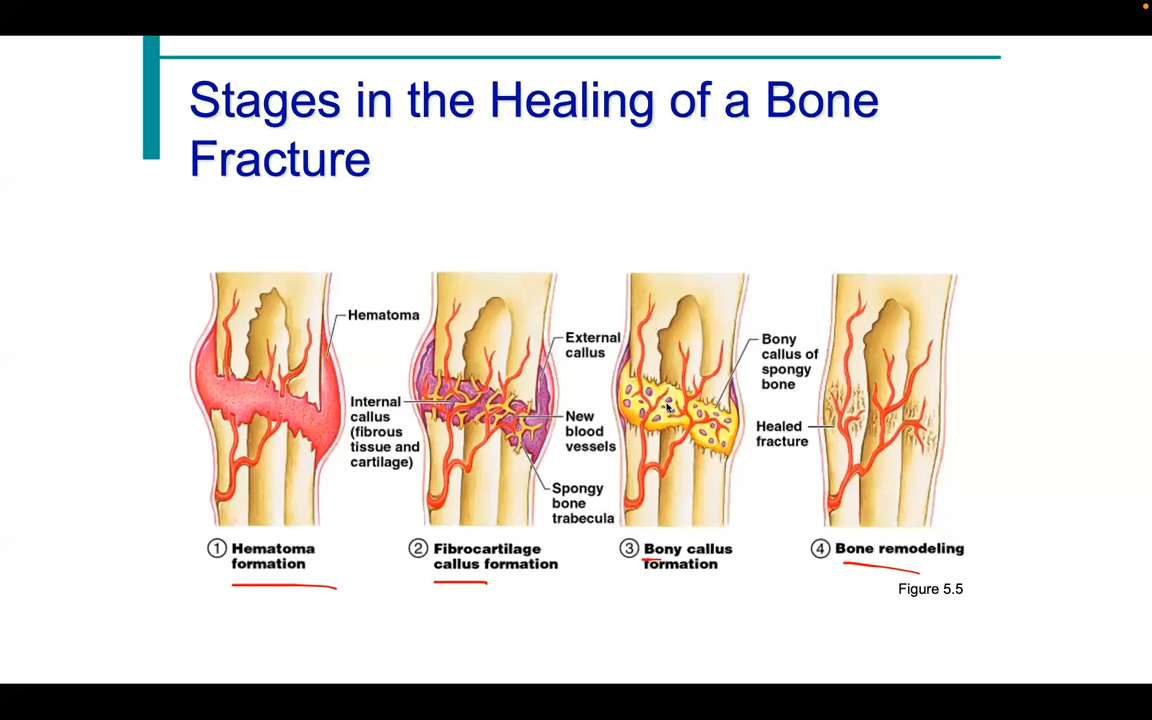 Stages in the Healing of a Bone
Fracture
Hematoma
Internal
callus
(fibrous
tissue and
cartilage)
External
callus
New
blood
vessels
Spongy
bone
trabecula
Bony
callus of
spongy
bone
Healed
fracture
① Hematoma
formation
② Fibrocartilage
callus formation
③ Bony callus
formation
④ Bone remodeling
Figure 5.5